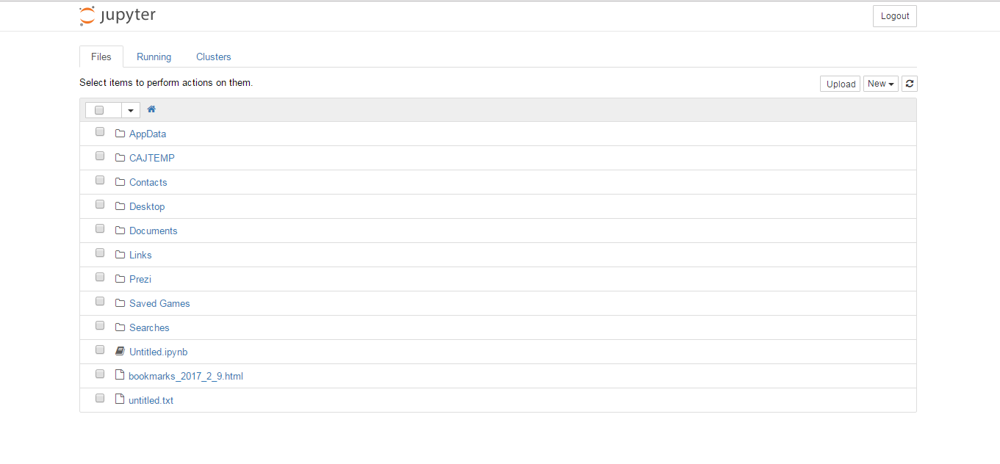 jupyter
Logout
Files Running Clusters
Select items to perform actions on them.
Upload New
AppData
CAJTEMP
Contacts
Desktop
Documents
Links
Prezi
Saved Games
Searches
Untitled.ipynb
bookmarks_2017_2_9.html
untitled.txt